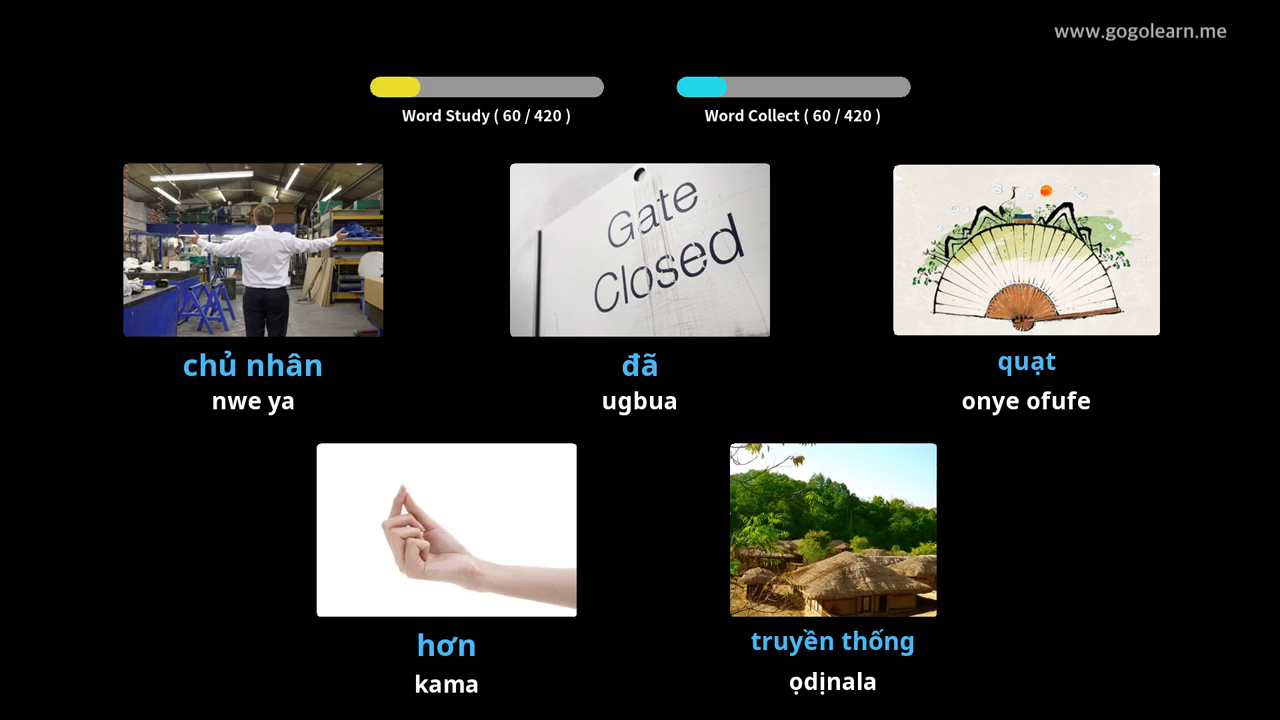 www.gogolearn.me
Word Study ( 60 / 420 )
Word Collect ( 60 / 420 )
Gate
Closed
chủ nhân
nwe ya
đã
ugbua
quạt
onye ofufe
hơn
kama
truyền thống
ọdịnala